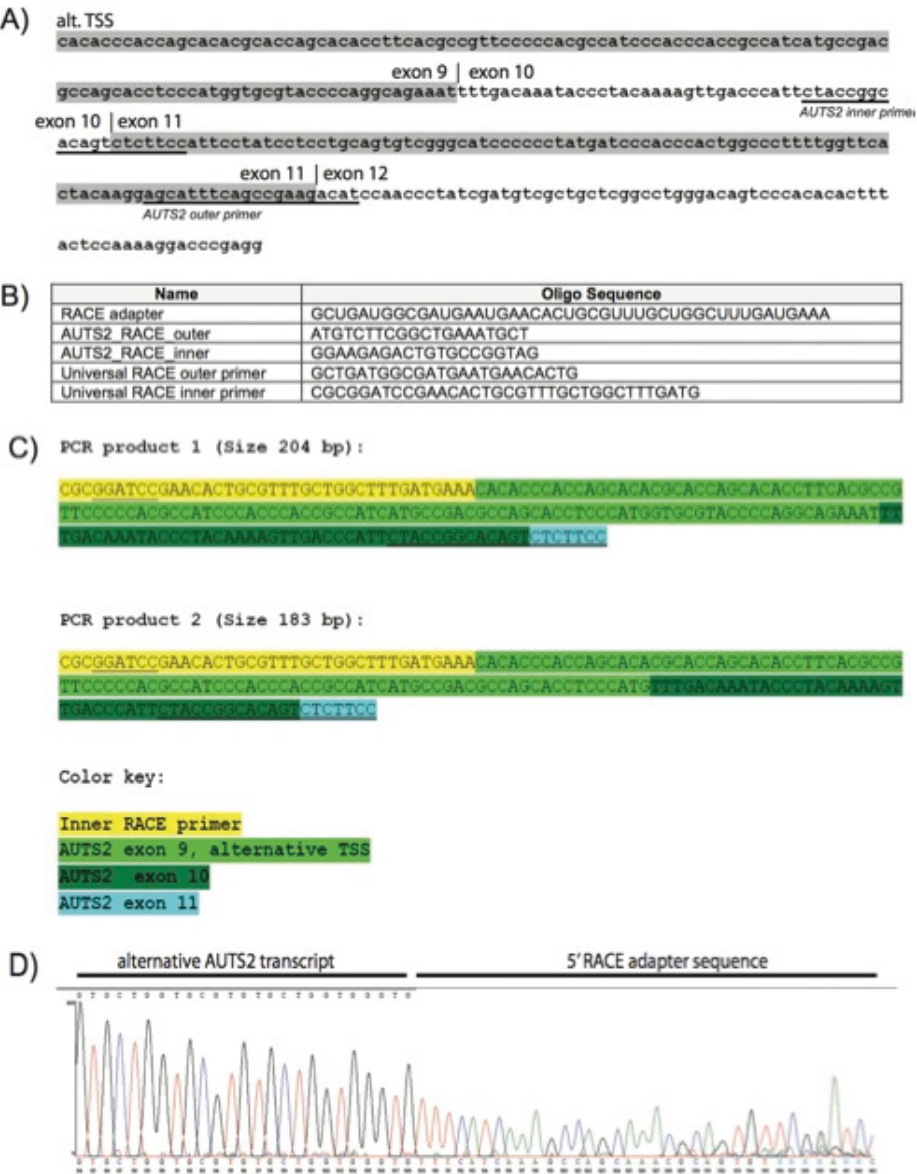 A)
alt. TSS
cacacccaccagcacacgcaccagcacaccttcacgccgttcccccacgccatcccacccaccgccatcatgccgac
exon 9 | exon 10
gccagcacctcccatggtgcgtaccccaggcagaaattttgacaaataccctacaaaagttgacccattctaccggc
AUTS2 inner primer
exon 10 | exon 11
acagtctcttccattcctatcctcctgcagtgtcgggcatccccccctatgatcccacccactggcccttttggttca
exon 11 | exon 12
ctacaaggagcatttcagccgaagacatccaaccctatcgatgtcgctgctcggcctgggacagtcccacacacttt
AUTS2 outer primer
actccaaaaggacccgagg
B)
Name Oligo Sequence
RACE adapter GCUGAUGGCGAUGAAUGAACACUGCGUUUGCUGGCUUUGAUGAAA
AUTS2_RACE_outer ATGTCTTCGGCTGAAATGCT
AUTS2_RACE_inner GGAAGAGACTGTGCCGGTAG
Universal RACE outer primer GCTGATGGCGATGAATGAACACTG
Universal RACE inner primer CGCGGATCCGAACACTGCGTTTGCTGGCTTTGATG
C) PCR product 1 (Size 204 bp):
CGCGGATCCGAACACTGCGTTTGCTGGCTTTGATGAAACACACCCACCAGCACACGCACCAGCACACCTTCACGCCG
TTCCCCCACGCCATCCCACCCACCGCCATCATGCCGACGCCAGCACCTCCCATGGTGCGTACCCCAGGCAGAAATTT
TGACAAATACCCTACAAAAGTTGACCCATTCTACCGGCACAGTCTCTTCC
PCR product 2 (Size 183 bp):
CGCGGATCCGAACACTGCGTTTGCTGGCTTTGATGAAACACACCCACCAGCACACGCACCAGCACACCTTCACGCCG
TTCCCCCACGCCATCCCACCCACCGCCATCATGCCGACGCCAGCACCTCCCATGTTTGACAAATACCCTACAAAAGT
TGACCCATTCTACCGGCACAGTCTCTTCC
Color key:
Inner RACE primer
AUTS2 exon 9, alternative TSS
AUTS2 exon 10
AUTS2 exon 11
D)
alternative AUTS2 transcript 5' RACE adapter sequence
G T G C T G G T G C G T G T G C T G G T G G G T G